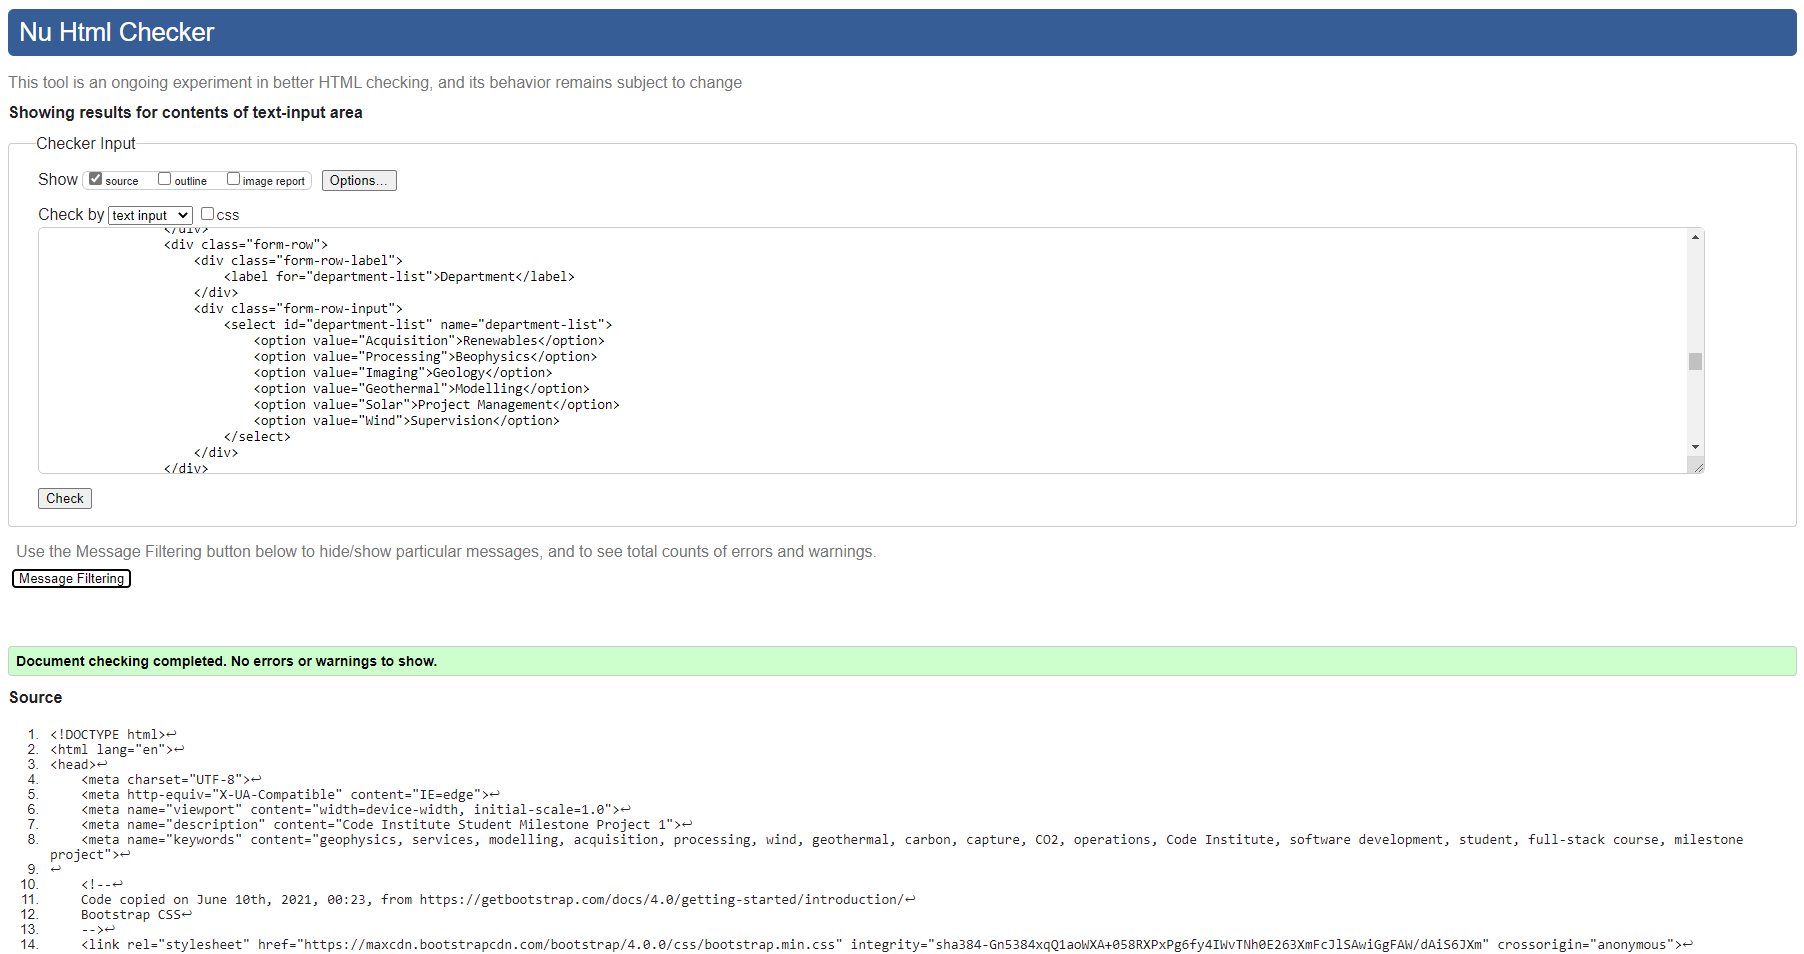 Nu Html Checker
This tool is an ongoing experiment in better HTML checking, and its behavior remains subject to change
Showing results for contents of text-input area
Checker Input
Show source outline image report Options...
Check by text input css
</div>
<div class="form-row">
<div class="form-row-label">
<label for="department-list">Department</label>
</div>
<div class="form-row-input">
<select id="department-list" name="department-list">
<option value="Acquisition">Renewables</option>
<option value="Processing">Beophysics</option>
<option value="Imaging">Geology</option>
<option value="Geothermal">Modelling</option>
<option value="Solar">Project Management</option>
<option value="Wind">Supervision</option>
</select>
</div>
</div>
Check
Use the Message Filtering button below to hide/show particular messages, and to see total counts of errors and warnings.
Message Filtering
Document checking completed. No errors or warnings to show.
Source
1. <!DOCTYPE html>↩
2. <html lang="en">↩
3. <head>↩
4. <meta charset="UTF-8">↩
5. <meta http-equiv="X-UA-Compatible" content="IE=edge">↩
6. <meta name="viewport" content="width=device-width, initial-scale=1.0">↩
7. <meta name="description" content="Code Institute Student Milestone Project 1">↩
8. <meta name="keywords" content="geophysics, services, modelling, acquisition, processing, wind, geothermal, carbon, capture, CO2, operations, Code Institute, software development, student, full-stack course, milestone
project">↩
9. ↩
10. <!--↩
11. Code copied on June 10th, 2021, 00:23, from https://getbootstrap.com/docs/4.0/getting-started/introduction/↩
12. Bootstrap CSS↩
13. -->↩
14. <link rel="stylesheet" href="https://maxcdn.bootstrapcdn.com/bootstrap/4.0.0/css/bootstrap.min.css" integrity="sha384-Gn5384xqQ1aoWXA+058RXPxPg6fy4IWvTNh0E263XmFcJlSAwiGgFAW/dAiS6JXm" crossorigin="anonymous">↩